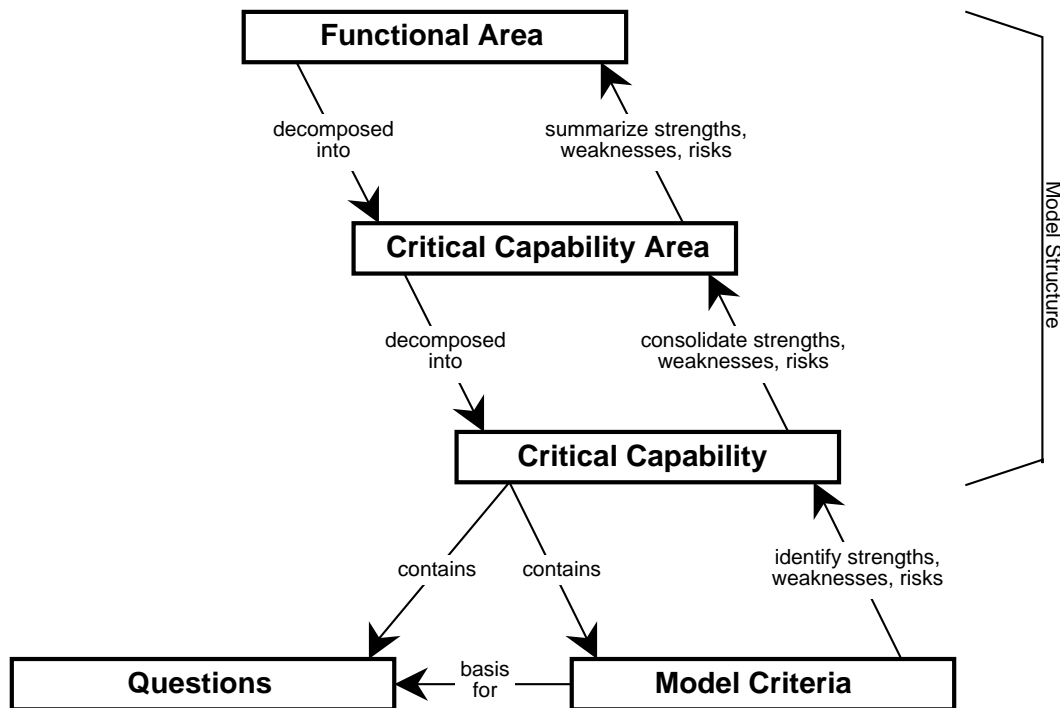 Functional Area
decomposed
into
summarize strengths,
weaknesses, risks
Critical Capability Area
decomposed
into
consolidate strengths,
weaknesses, risks
Critical Capability
contains
contains
identify strengths,
weaknesses, risks
Questions
basis
for
Model Criteria
Model Structure